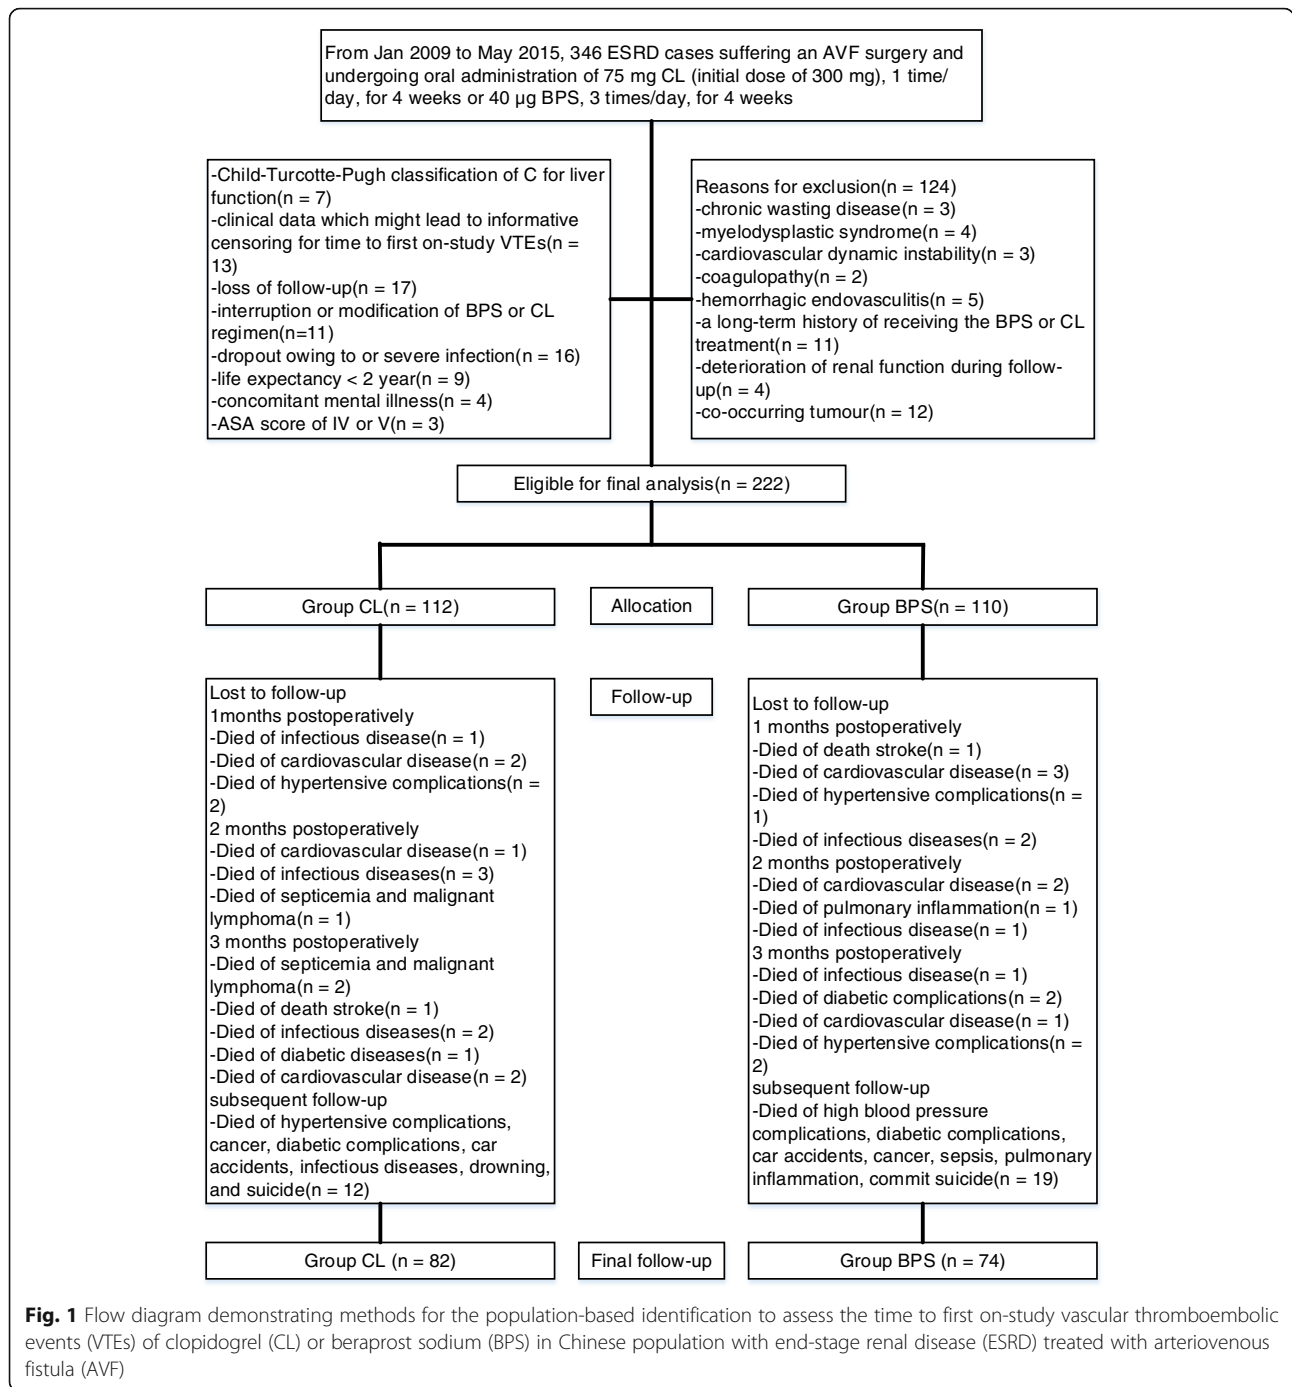 From Jan 2009 to May 2015, 346 ESRD cases suffering an AVF surgery and
undergoing oral administration of 75 mg CL (initial dose of 300 mg), 1 time/
day, for 4 weeks or 40 µg BPS, 3 times/day, for 4 weeks
-Child-Turcotte-Pugh classification of C for liver
function(n = 7)
-clinical data which might lead to informative
censoring for time to first on-study VTEs(n =
13)
-loss of follow-up(n = 17)
-interruption or modification of BPS or CL
regimen(n=11)
-dropout owing to or severe infection(n = 16)
-life expectancy < 2 year(n = 9)
-concomitant mental illness(n = 4)
-ASA score of IV or V(n = 3)
Reasons for exclusion(n = 124)
-chronic wasting disease(n = 3)
-myelodysplastic syndrome(n = 4)
-cardiovascular dynamic instability(n = 3)
-coagulopathy(n = 2)
-hemorrhagic endovasculitis(n = 5)
-a long-term history of receiving the BPS or CL
treatment(n = 11)
-deterioration of renal function during follow-
up(n = 4)
-co-occurring tumour(n = 12)
Eligible for final analysis(n = 222)
Group CL(n = 112)
Allocation
Group BPS(n = 110)
Lost to follow-up
1months postoperatively
-Died of infectious disease(n = 1)
-Died of cardiovascular disease(n = 2)
-Died of hypertensive complications(n =
2)
2 months postoperatively
-Died of cardiovascular disease(n = 1)
-Died of infectious diseases(n = 3)
-Died of septicemia and malignant
lymphoma(n = 1)
3 months postoperatively
-Died of septicemia and malignant
lymphoma(n = 2)
-Died of death stroke(n = 1)
-Died of infectious diseases(n = 2)
-Died of diabetic diseases(n = 1)
-Died of cardiovascular disease(n = 2)
subsequent follow-up
-Died of hypertensive complications,
cancer, diabetic complications, car
accidents, infectious diseases, drowning,
and suicide(n = 12)
Follow-up
Lost to follow-up
1 months postoperatively
-Died of death stroke(n = 1)
-Died of cardiovascular disease(n = 3)
-Died of hypertensive complications(n =
1)
-Died of infectious diseases(n = 2)
2 months postoperatively
-Died of cardiovascular disease(n = 2)
-Died of pulmonary inflammation(n = 1)
-Died of infectious disease(n = 1)
3 months postoperatively
-Died of infectious disease(n = 1)
-Died of diabetic complications(n = 2)
-Died of cardiovascular disease(n = 1)
-Died of hypertensive complications(n =
2)
subsequent follow-up
-Died of high blood pressure
complications, diabetic complications,
car accidents, cancer, sepsis, pulmonary
inflammation, commit suicide(n = 19)
Group CL (n = 82)
Final follow-up
Group BPS (n = 74)
Fig. 1 Flow diagram demonstrating methods for the population-based identification to assess the time to first on-study vascular thromboembolic
events (VTEs) of clopidogrel (CL) or beraprost sodium (BPS) in Chinese population with end-stage renal disease (ESRD) treated with arteriovenous
fistula (AVF)